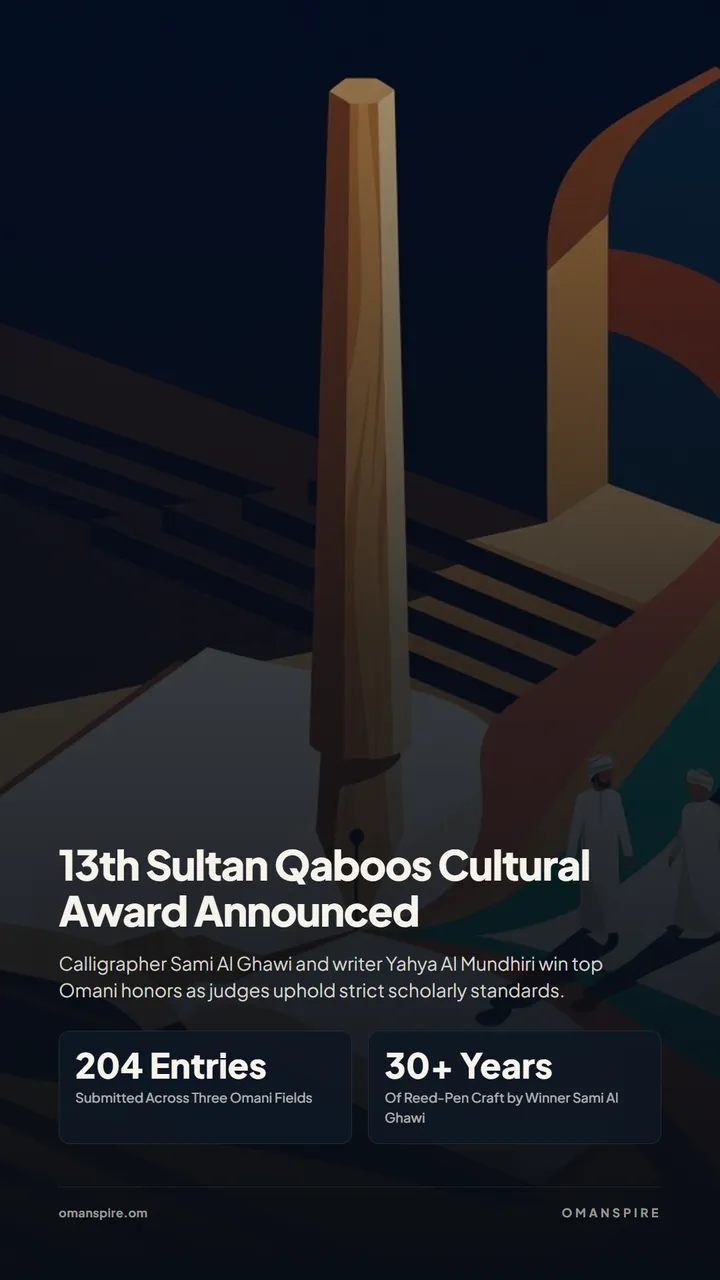 13th Sultan Qaboos Cultural
Award Announced
Calligrapher Sami Al Ghawi and writer Yahya Al Mundhiri win top
Omani honors as judges uphold strict scholarly standards.
204 Entries
Submitted Across Three Omani Fields
30+ Years
Of Reed-Pen Craft by Winner Sami Al
Ghawi
omanspire.om
OMANSPIRE